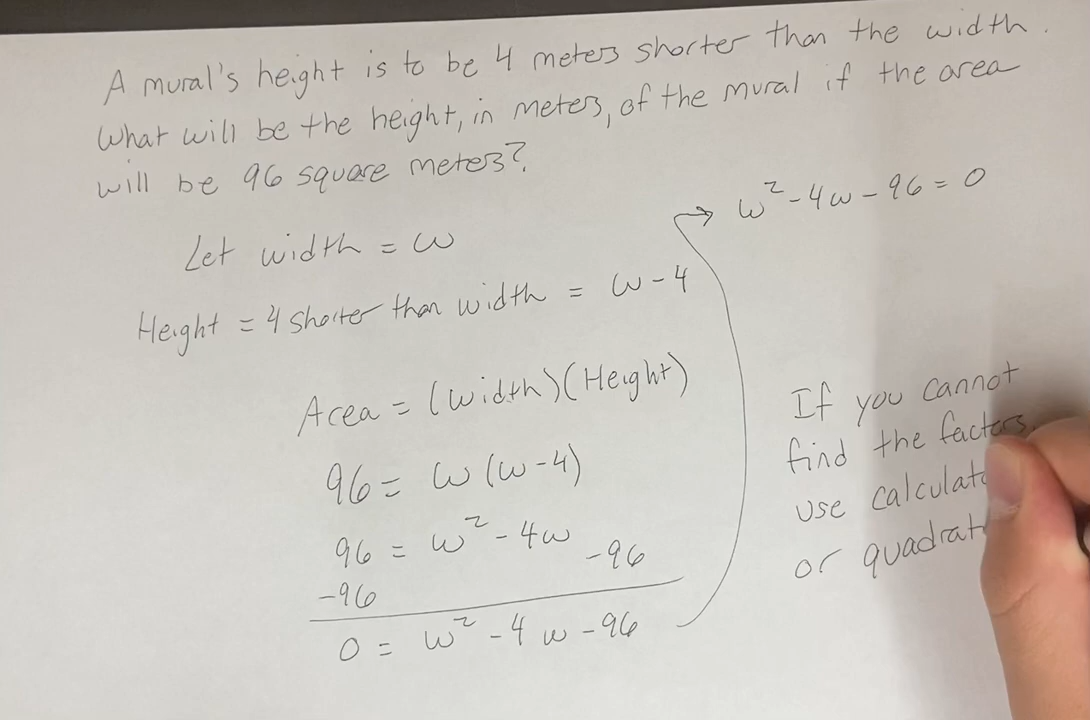 A mural's height is to be 4 meters shorter than the width.
What will be the height, in meters, of the mural if the area
will be 96 square meters?
Let width = w
Height = 4 shorter than width = w - 4
Area = (width)(Height)
96 = w (w - 4)
96 = w² - 4w
-96 -96
0 = w² - 4w - 96
→ w² - 4w - 96 = 0
If you cannot
find the factors,
use
or